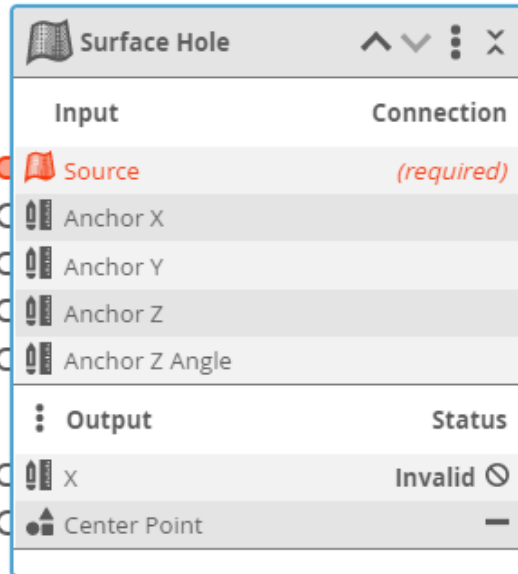 Surface Hole
Input Connection
Source (required)
Anchor X
Anchor Y
Anchor Z
Anchor Z Angle
Output Status
X Invalid
Center Point